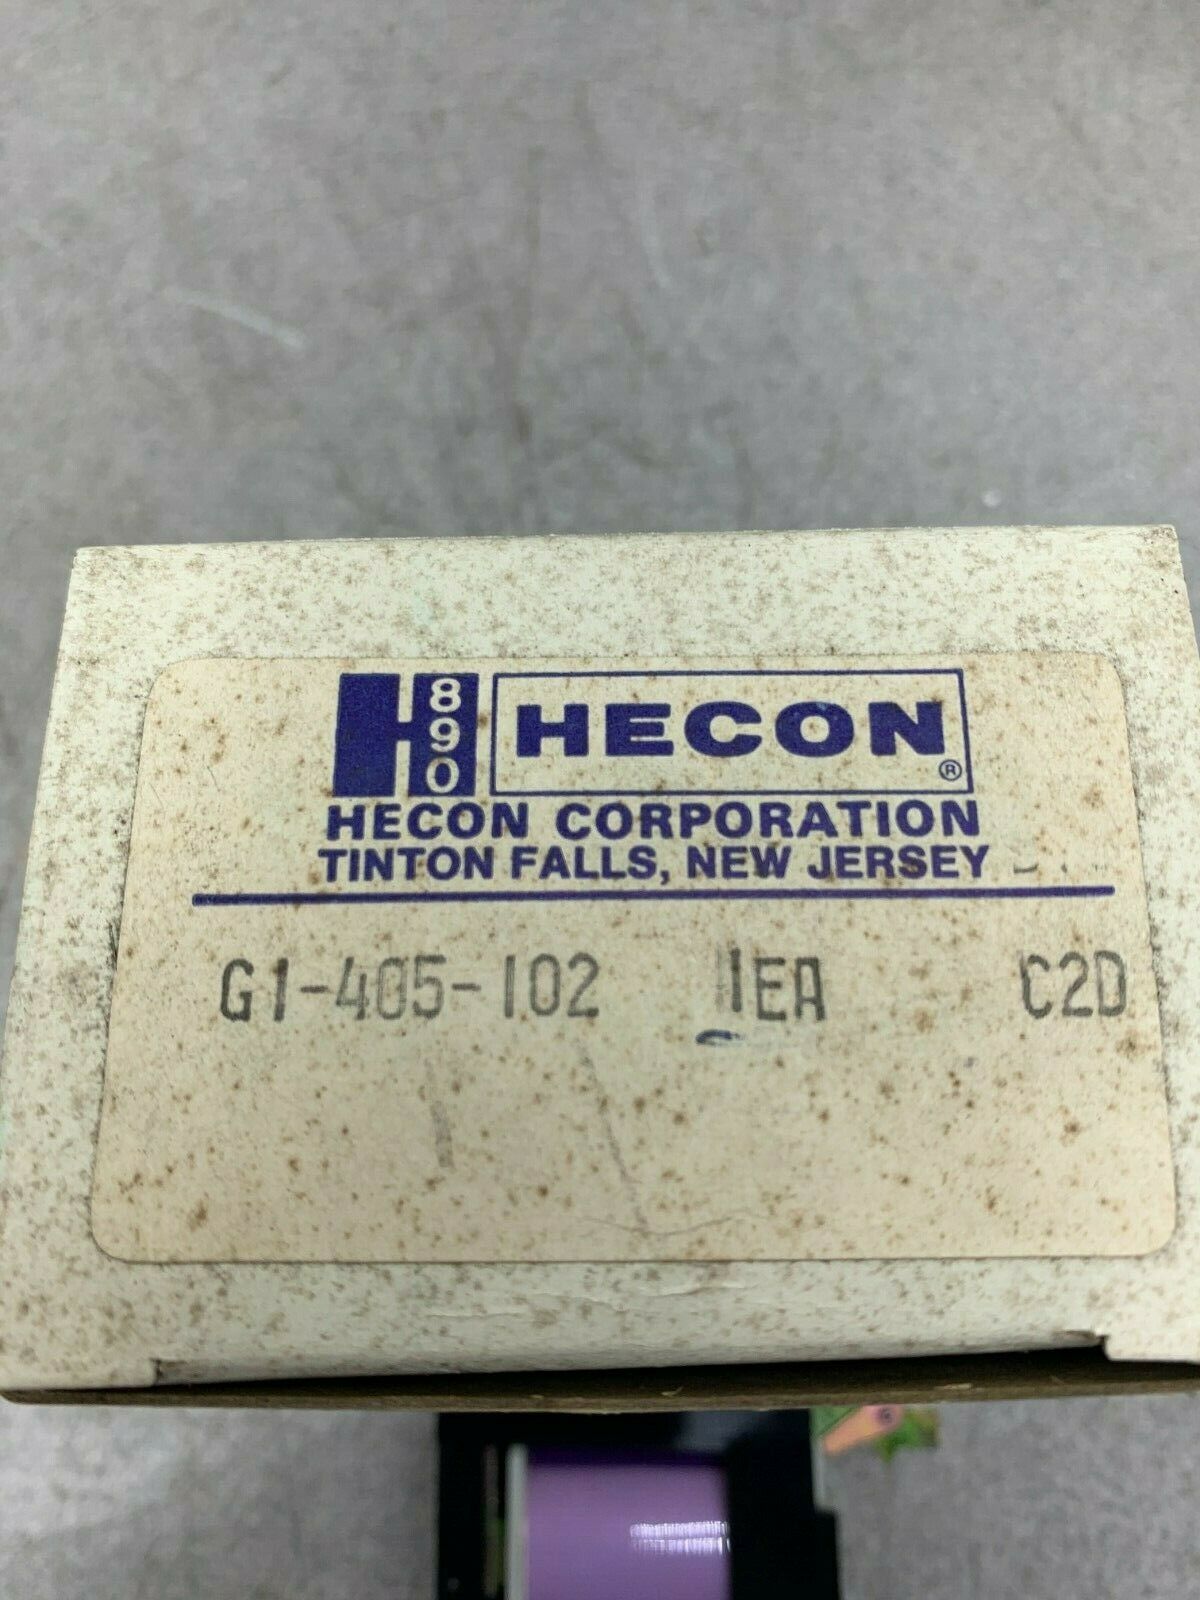 H 890 HECON®
HECON CORPORATION
TINTON FALLS, NEW JERSEY
G1-405-102 1EA C2D